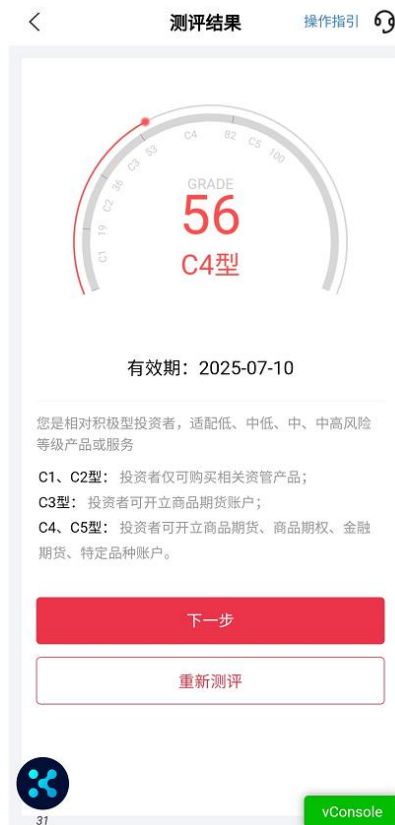 测评结果
操作指引
C1
19
C2
36
C3
53
C4
82
C5
100
GRADE
56
C4型
有效期：2025-07-10
您是相对积极型投资者，适配低、中低、中、中高风险
等级产品或服务
C1、C2型：投资者仅可购买相关资管产品；
C3型：投资者可开立商品期货账户；
C4、C5型：投资者可开立商品期货、商品期权、金融
期货、特定品种账户。
下一步
重新测评
31
vConsole